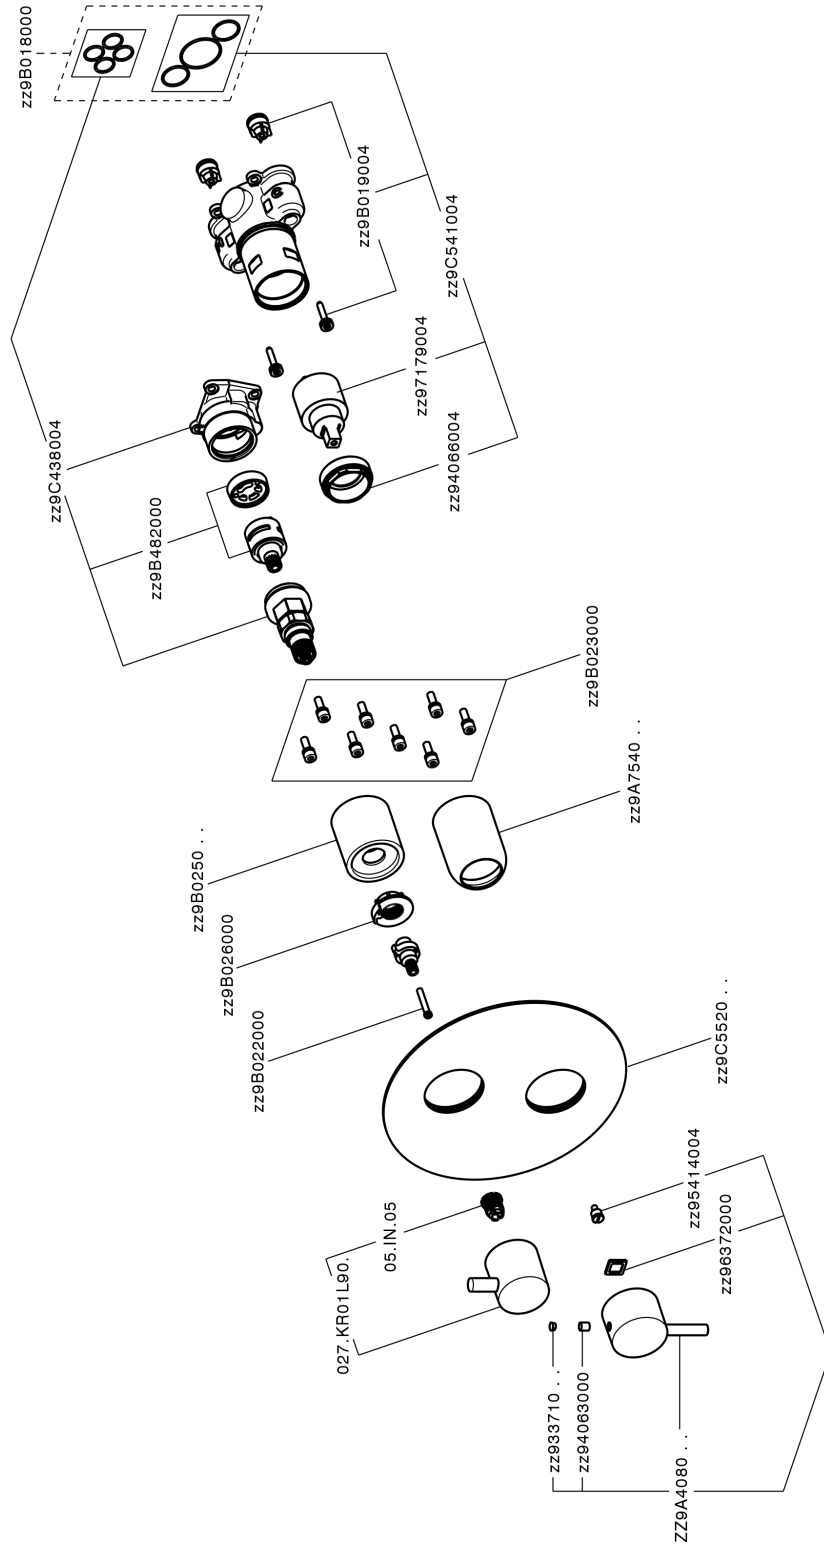 zz9B018000
zz9B019004
zz9C541004
zz97179004
zz94066004
zz9C438004
zz9B482000
zz9B023000
zz9A7540 . .
zz9B0250 . .
zz9B026000
zz9B022000
zz9C5520 . .
zz95414004
zz96372000
05.IN.05
027.KR01L90.
zz933710 . .
zz94063000
ZZ9A4080 . .